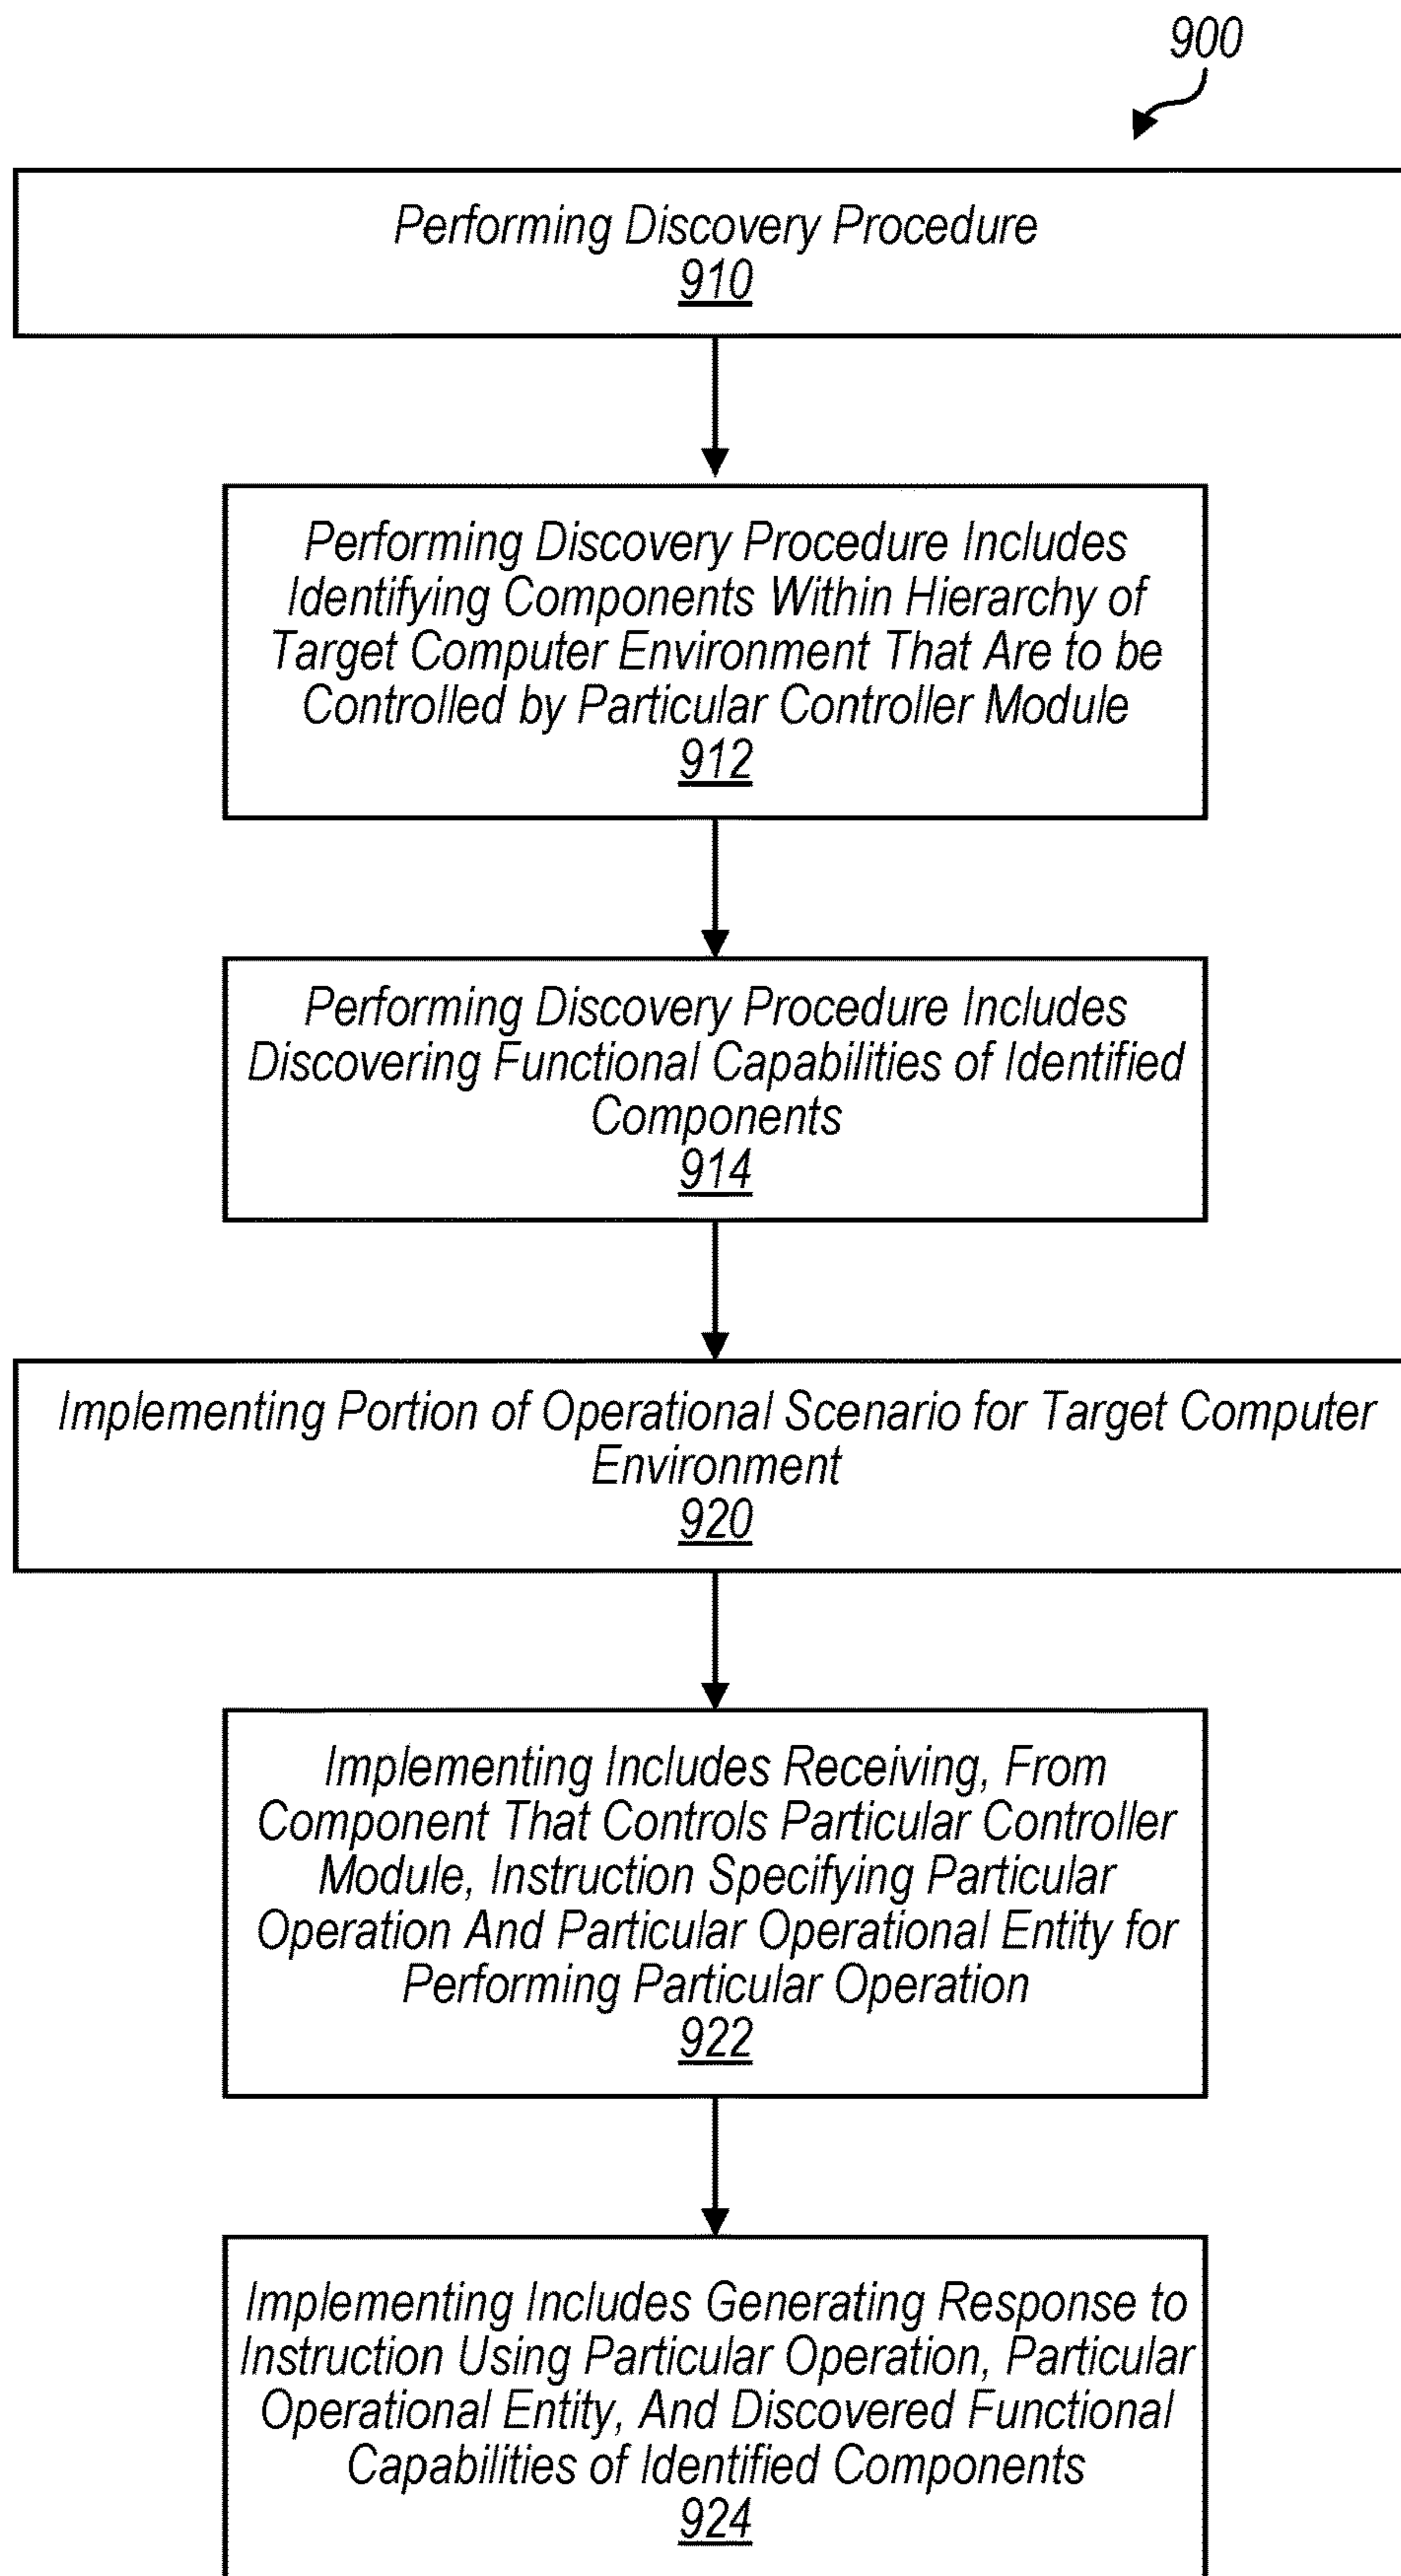 900
Performing Discovery Procedure
910
Performing Discovery Procedure Includes
Identifying Components Within Hierarchy of
Target Computer Environment That Are to be
Controlled by Particular Controller Module
912
Performing Discovery Procedure Includes
Discovering Functional Capabilities of Identified
Components
914
Implementing Portion of Operational Scenario for Target Computer
Environment
920
Implementing Includes Receiving, From
Component That Controls Particular Controller
Module, Instruction Specifying Particular
Operation And Particular Operational Entity for
Performing Particular Operation
922
Implementing Includes Generating Response to
Instruction Using Particular Operation, Particular
Operational Entity, And Discovered Functional
Capabilities of Identified Components
924